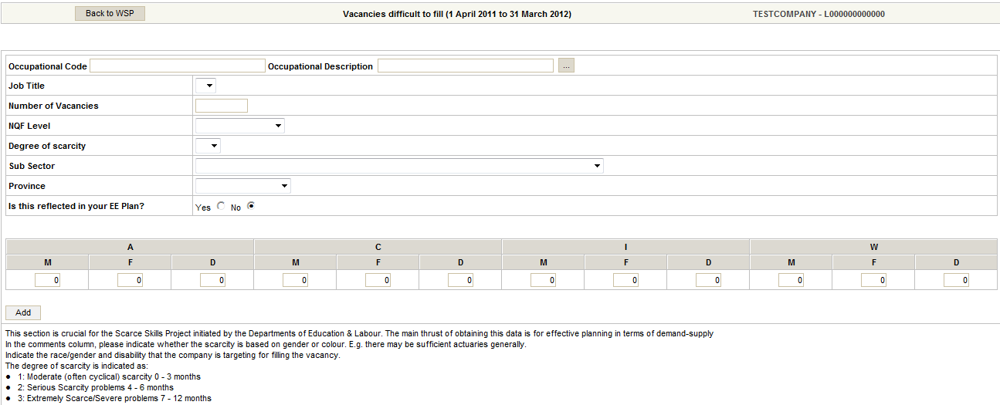 Back to WSP Vacancies difficult to fill (1 April 2011 to 31 March 2012) TESTCOMPANY - L000000000000
Occupational Code Occupational Description ...
Job Title
Number of Vacancies
NQF Level
Degree of scarcity
Sub Sector
Province
Is this reflected in your EE Plan? Yes No
A C I W
M F D M F D M F D M F D
0 0 0 0 0 0 0 0 0 0 0 0
Add
This section is crucial for the Scarce Skills Project initiated by the Departments of Education & Labour. The main thrust of obtaining this data is for effective planning in terms of demand-supply
In the comments column, please indicate whether the scarcity is based on gender or colour. E.g. there may be sufficient actuaries generally.
Indicate the race/gender and disability that the company is targeting for filling the vacancy.
The degree of scarcity is indicated as:
● 1: Moderate (often cyclical) scarcity 0 - 3 months
● 2: Serious Scarcity problems 4 - 6 months
● 3: Extremely Scarce/Severe problems 7 - 12 months